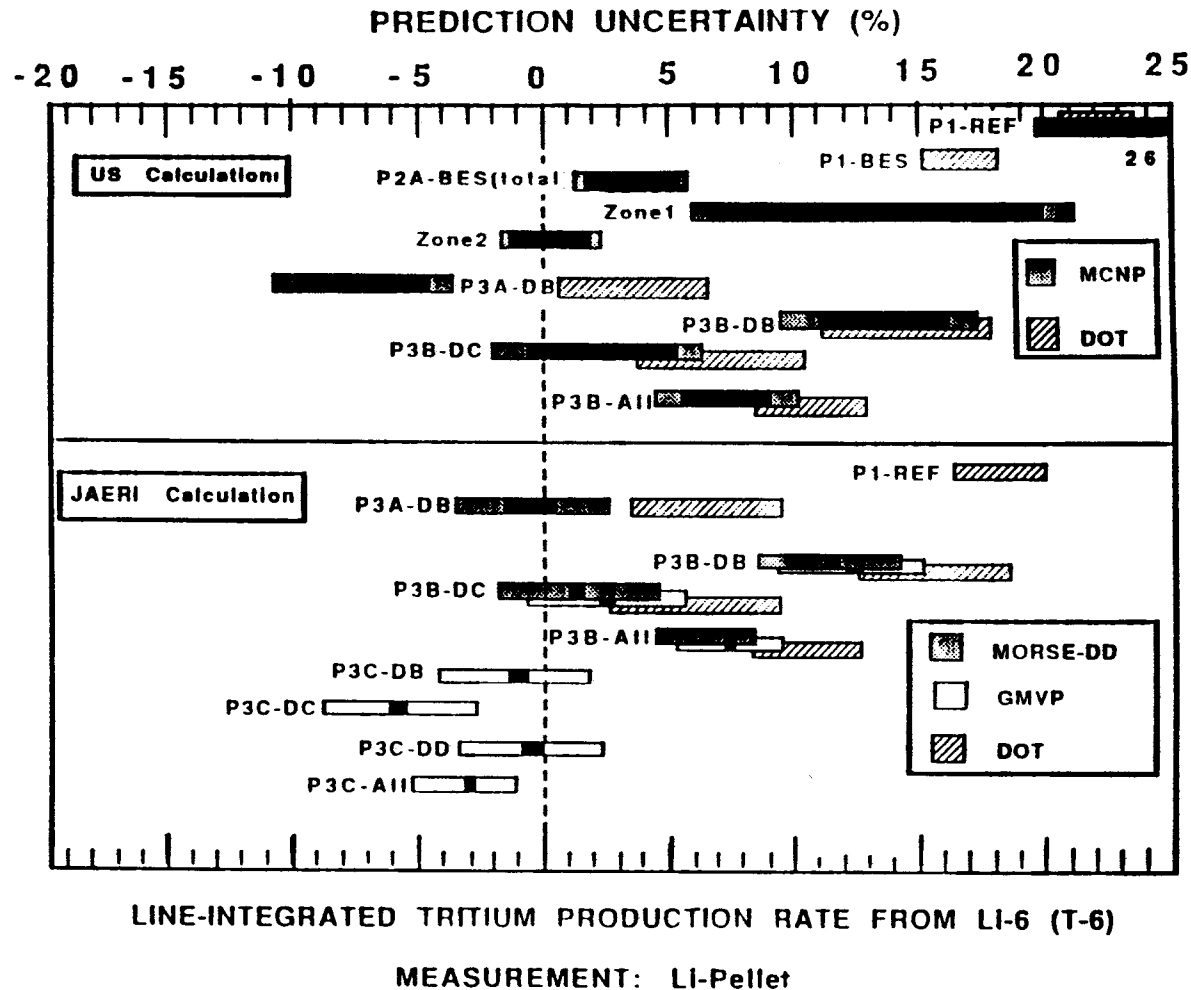 PREDICTION UNCERTAINTY (%)
-20 -15 -10 -5 0 5 10 15 20 25
P1-REF
US Calculation
P1-BES
26
P2A-BES(total
Zone1
Zone2
MCNP
P3A-DB
P3B-DB
DOT
P3B-DC
P3B-All
P1-REF
JAERI Calculation
P3A-DB
P3B-DB
P3B-DC
P3B-All
MORSE-DD
P3C-DB
GMVP
P3C-DC
P3C-DD
DOT
P3C-All
LINE-INTEGRATED TRITIUM PRODUCTION RATE FROM LI-6 (T-6)
MEASUREMENT: Li-Pellet